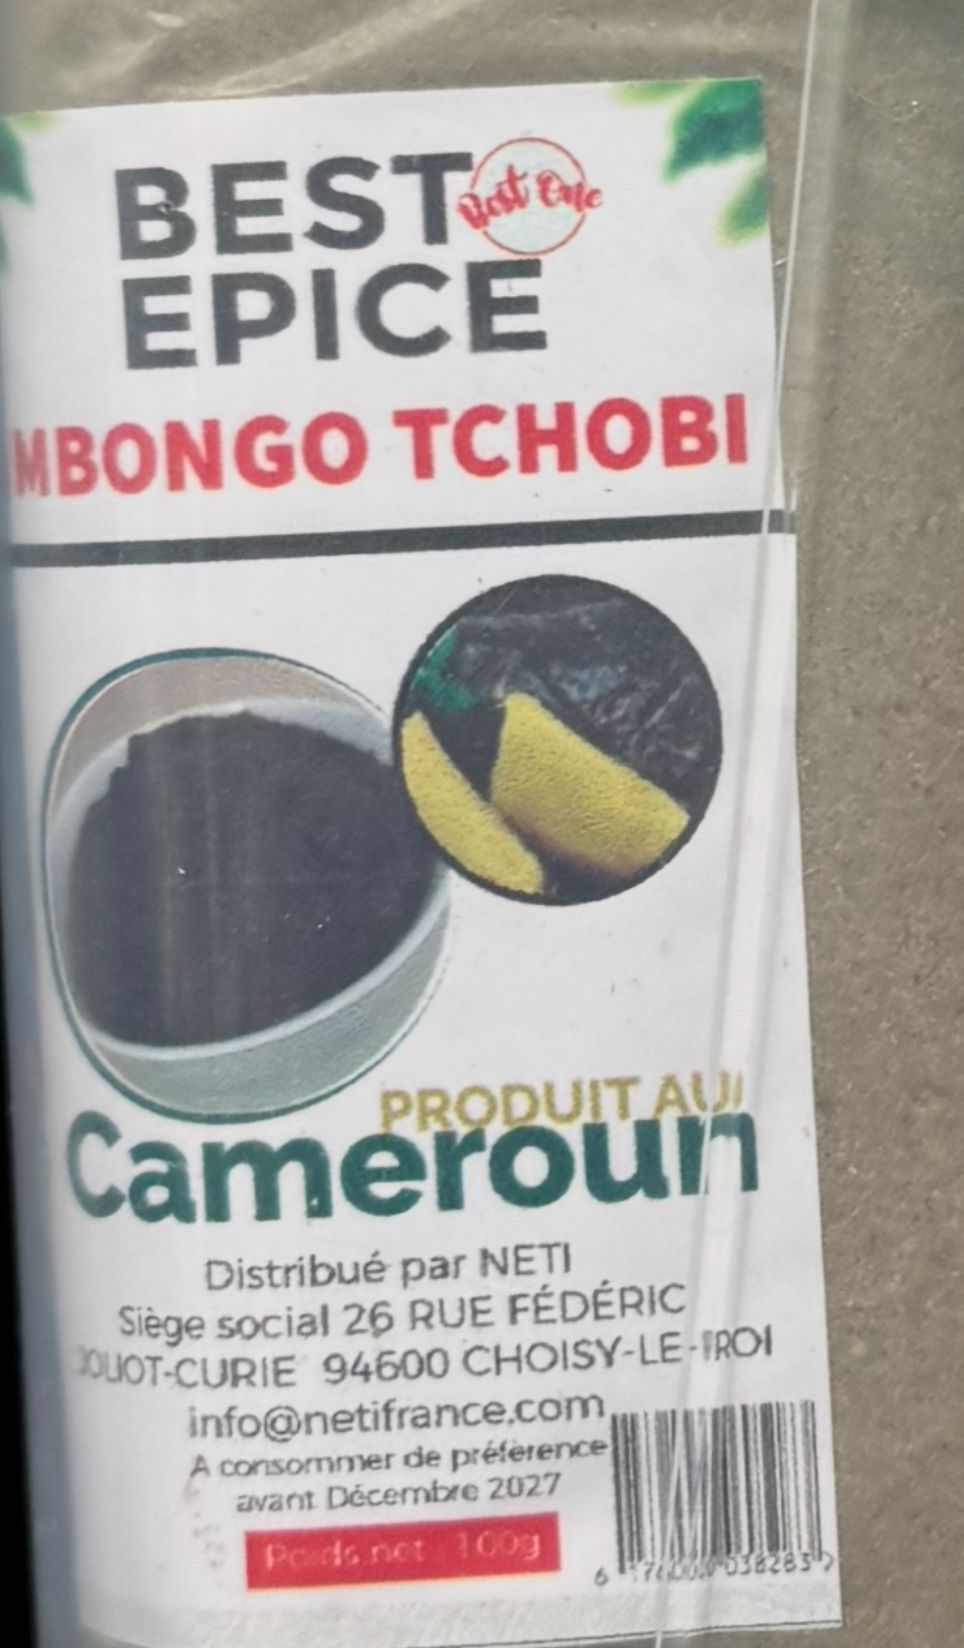 BEST
Best One
EPICE
MBONGO TCHOBI
PRODUIT AU
Cameroun
Distribué par NETI
Siège social 26 RUE FÉDÉRIC
JOLIOT-CURIE 94600 CHOISY-LE-ROI
info@netifrance.com
A consommer de préférence
avant Décembre 2027
Poids net 100g